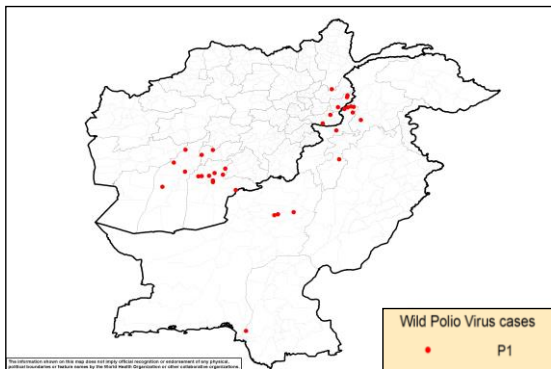 The information shown on this map does not imply official recognition or endorsement of any physical,
political boundaries or feature names by the World Health Organization or other collaborative organizations.
Wild Polio Virus cases
P1